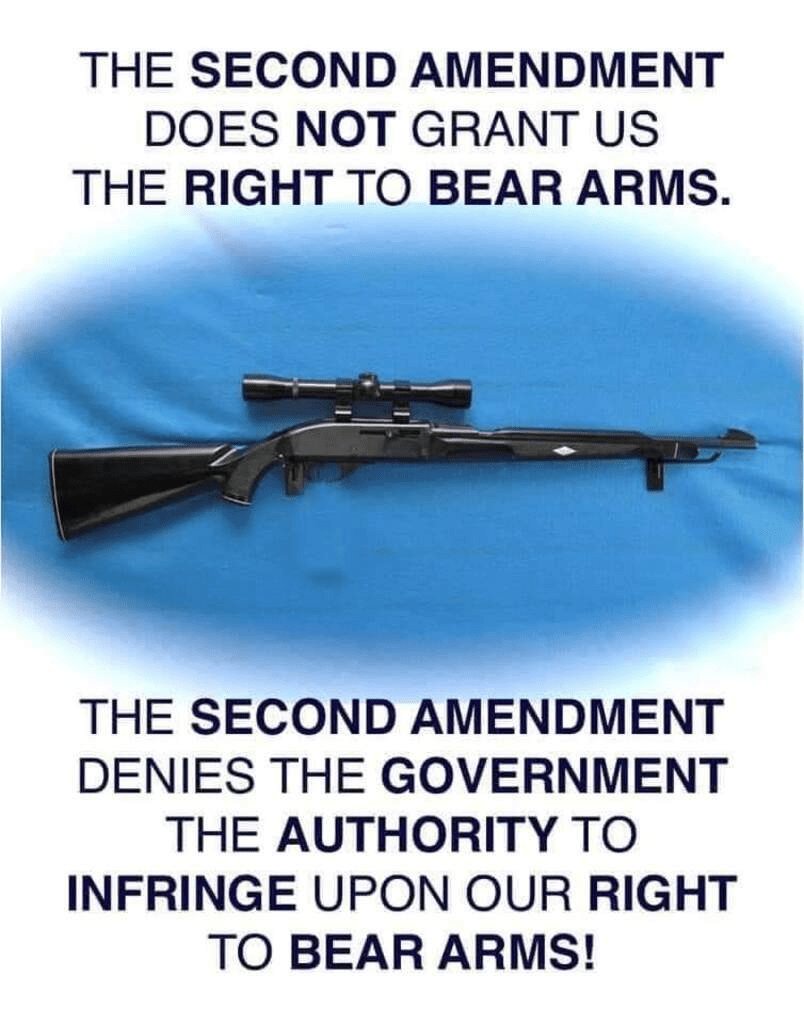 THE SECOND AMENDMENT
DOES NOT GRANT US
THE RIGHT TO BEAR ARMS.
THE SECOND AMENDMENT
DENIES THE GOVERNMENT
THE AUTHORITY TO
INFRINGE UPON OUR RIGHT
TO BEAR ARMS!